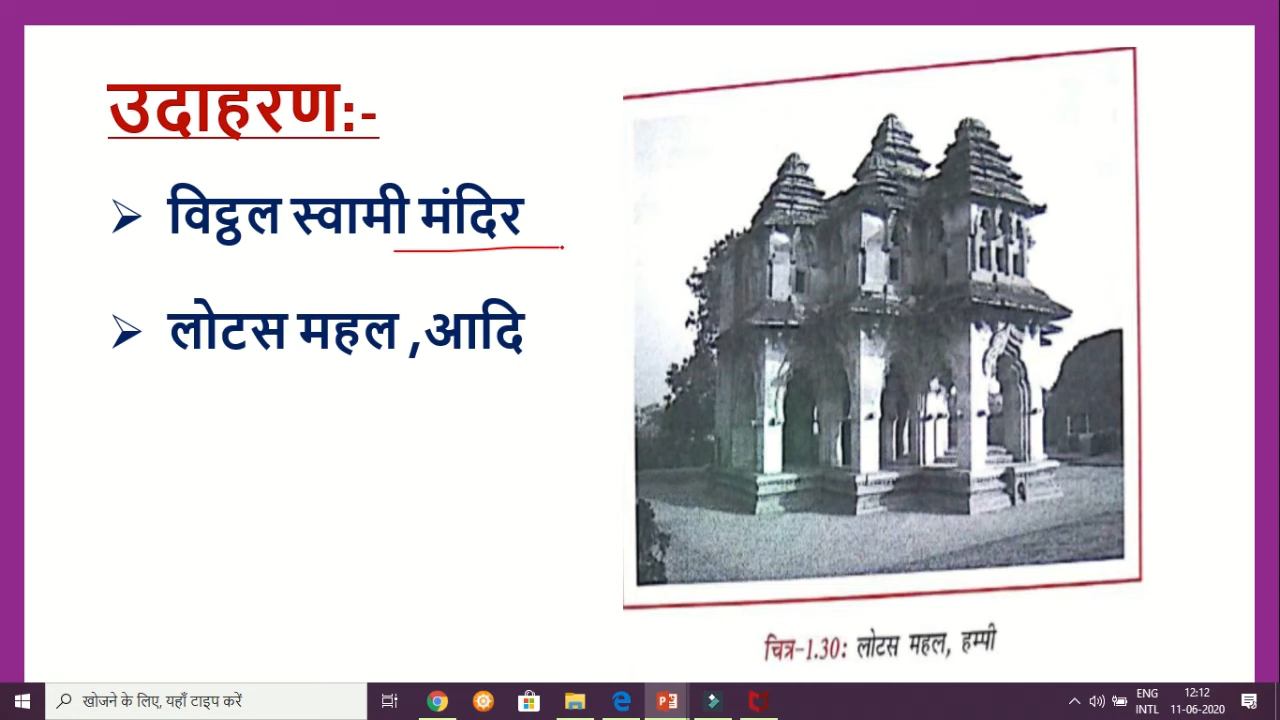 उदाहरण:-
➢ विट्ठल स्वामी मंदिर
➢ लोटस महल ,आदि
चित्र-1.30: लोटस महल, हम्पी
खोजने के लिए, यहाँ टाइप करें
ENG
INTL
12:12
11-06-2020